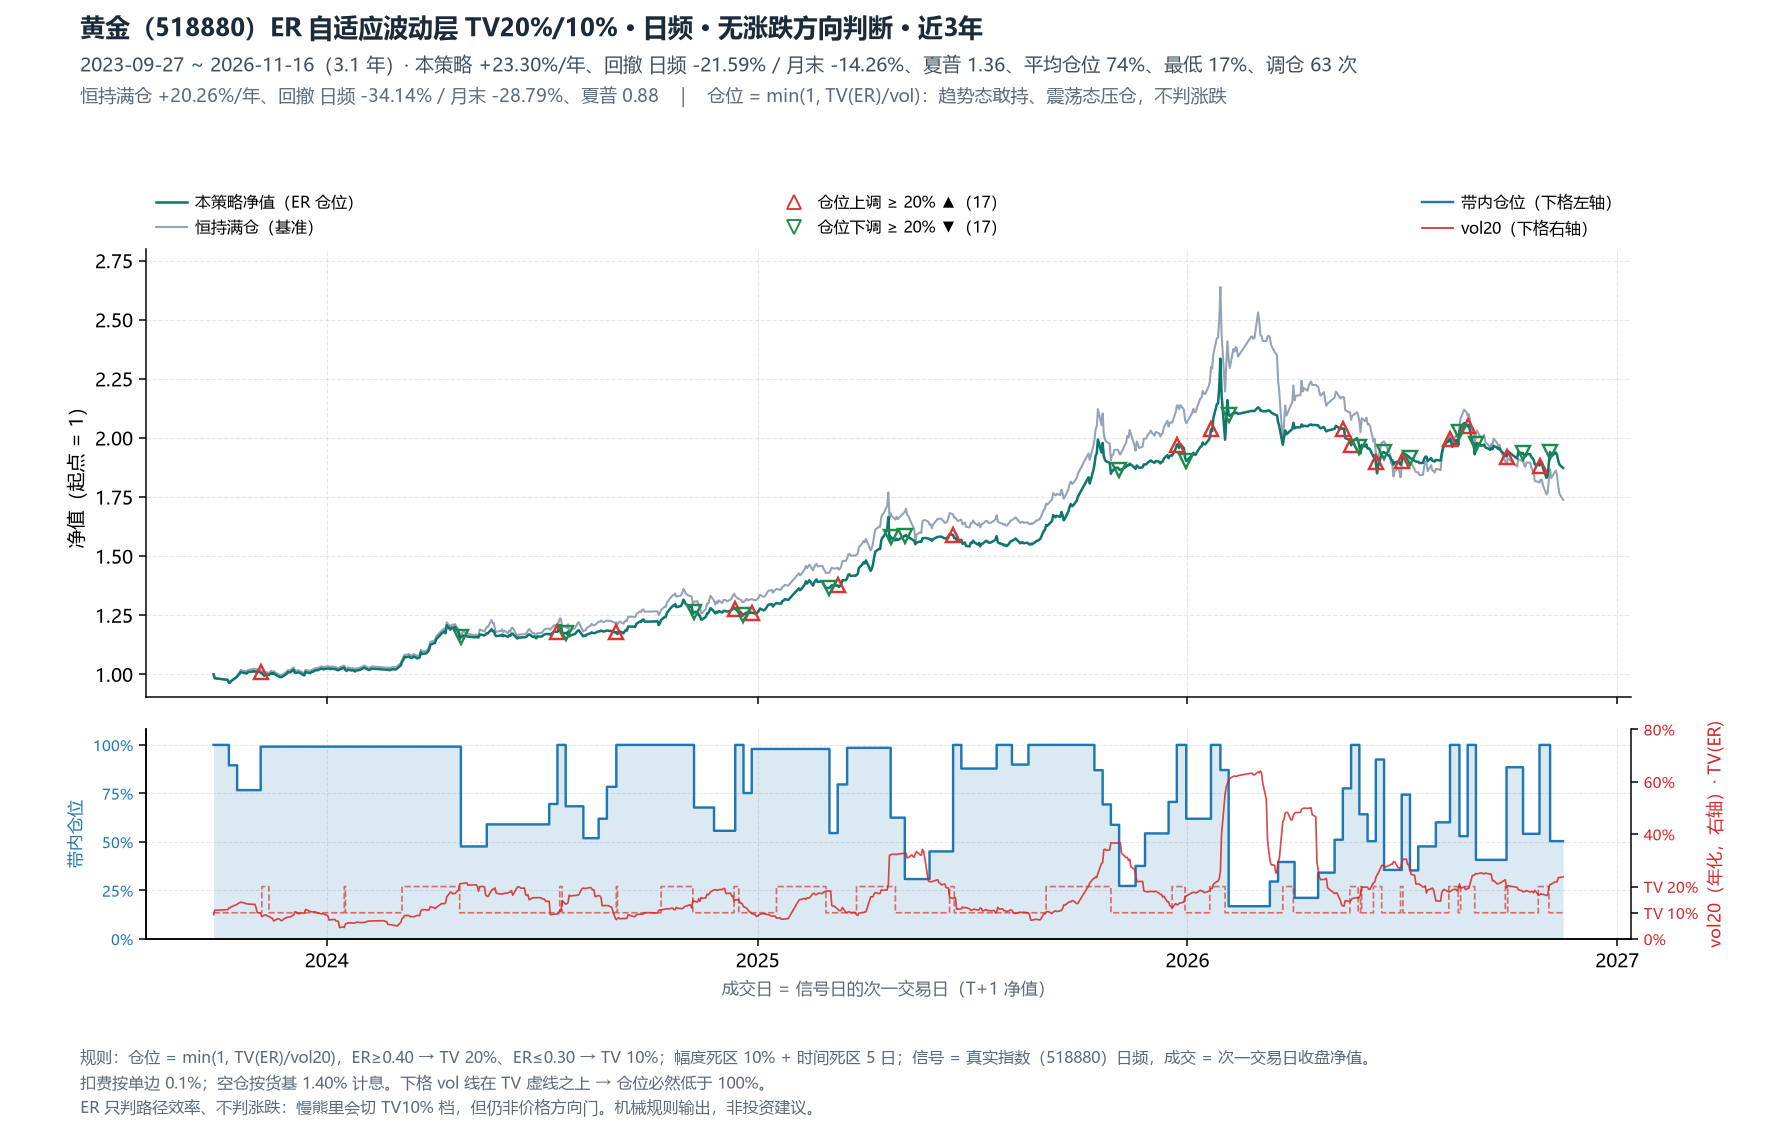 黄金（518880）ER 自适应波动层 TV20%/10% • 日频 • 无涨跌方向判断 • 近3年
2023-09-27 ~ 2026-11-16（3.1 年）· 本策略 +23.30%/年、回撤 日频 -21.59% / 月末 -14.26%、夏普 1.36、平均仓位 74%、最低 17%、调仓 63 次
恒持满仓 +20.26%/年、回撤 日频 -34.14% / 月末 -28.79%、夏普 0.88 | 仓位 = min(1, TV(ER)/vol)：趋势态敢持、震荡态压仓，不判涨跌
本策略净值（ER 仓位）
恒持满仓（基准）
仓位上调 ≥ 20% ▲（17）
仓位下调 ≥ 20% ▼（17）
带内仓位（下格左轴）
vol20（下格右轴）
净值（起点 = 1）
2.75
2.50
2.25
2.00
1.75
1.50
1.25
1.00
带内仓位
100%
75%
50%
25%
0%
80%
60%
40%
TV 20%
TV 10%
0%
vol20（年化，右轴）· TV(ER)
2024
2025
2026
2027
成交日 = 信号日的次一交易日（T+1 净值）
规则：仓位 = min(1, TV(ER)/vol20)，ER≥0.40 → TV 20%、ER≤0.30 → TV 10%；幅度死区 10% + 时间死区 5 日；信号 = 真实指数（518880）日频，成交 = 次一交易日收盘净值。
扣费按单边 0.1%；空仓按货基 1.40% 计息。下格 vol 线在 TV 虚线之上 → 仓位必然低于 100%。
ER 只判路径效率、不判涨跌：慢熊里会切 TV10% 档，但仍非价格方向门。机械规则输出，非投资建议。